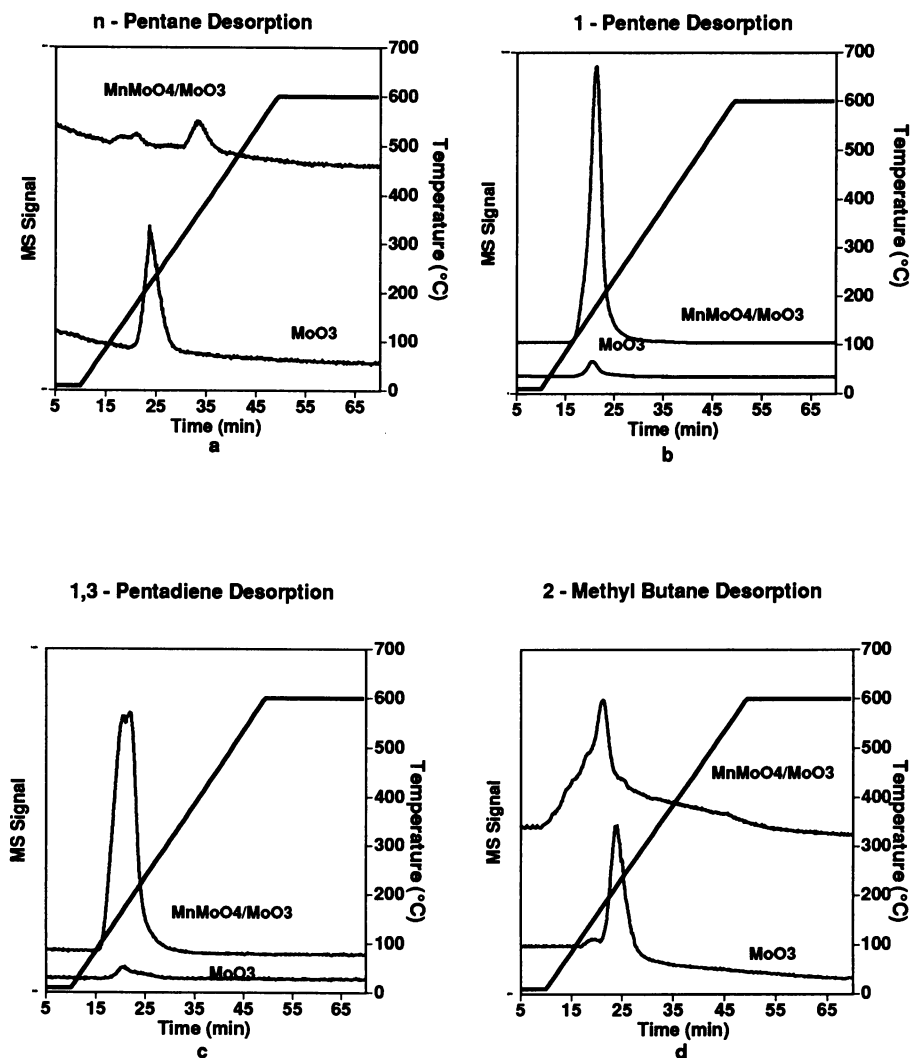 n - Pentane Desorption
MS Signal
MnMoO4/MoO3
MoO3
700
600
500
400
300
200
100
0
Temperature (°C)
5 15 25 35 45 55 65
Time (min)
a
1 - Pentene Desorption
MS Signal
MnMoO4/MoO3
MoO3
700
600
500
400
300
200
100
0
Temperature (°C)
5 15 25 35 45 55 65
Time (min)
b
1,3 - Pentadiene Desorption
MS Signal
MnMoO4/MoO3
MoO3
700
600
500
400
300
200
100
0
Temperature (°C)
5 15 25 35 45 55 65
Time (min)
c
2 - Methyl Butane Desorption
MS Signal
MnMoO4/MoO3
MoO3
700
600
500
400
300
200
100
0
Temperature (°C)
5 15 25 35 45 55 65
Time (min)
d